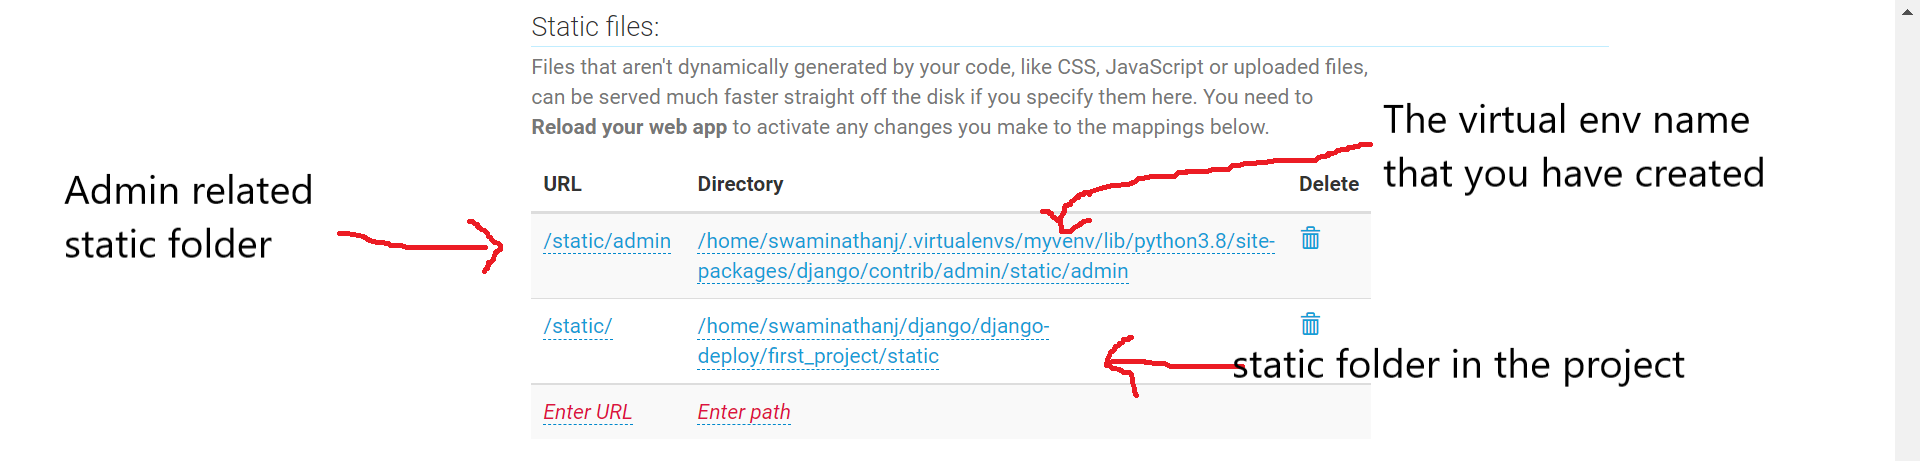 Static files:
Files that aren't dynamically generated by your code, like CSS, JavaScript or uploaded files,
can be served much faster straight off the disk if you specify them here. You need to
Reload your web app to activate any changes you make to the mappings below.
The virtual env name
that you have created
Admin related
static folder
URL Directory Delete
/static/admin /home/swaminathanj/.virtualenvs/myvenv/lib/python3.8/site-
packages/django/contrib/admin/static/admin
/static/ /home/swaminathanj/django/django-
deploy/first_project/static
static folder in the project
Enter URL Enter path